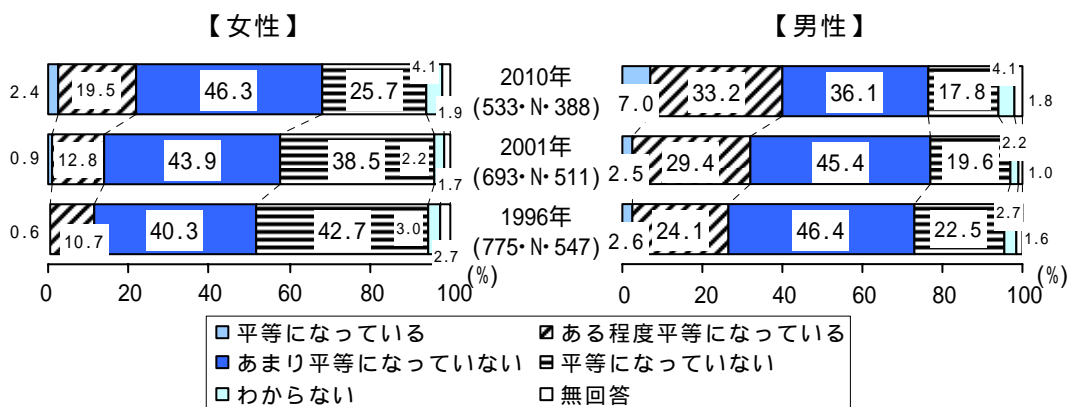 【女性】 【男性】
2.4 19.5 46.3 25.7 4.1 1.9 2010年 7.0 33.2 36.1 17.8 4.1 1.8
(533・N・388)
0.9 12.8 43.9 38.5 2.2 1.7 2001年 2.5 29.4 45.4 19.6 2.2 1.0
(693・N・511)
0.6 10.7 40.3 42.7 3.0 2.7 1996年 2.6 24.1 46.4 22.5 2.7 1.6
(775・N・547)
0 20 40 60 80 100 (%) 0 20 40 60 80 100 (%)
平等になっている ある程度平等になっている
あまり平等になっていない 平等になっていない
わからない 無回答